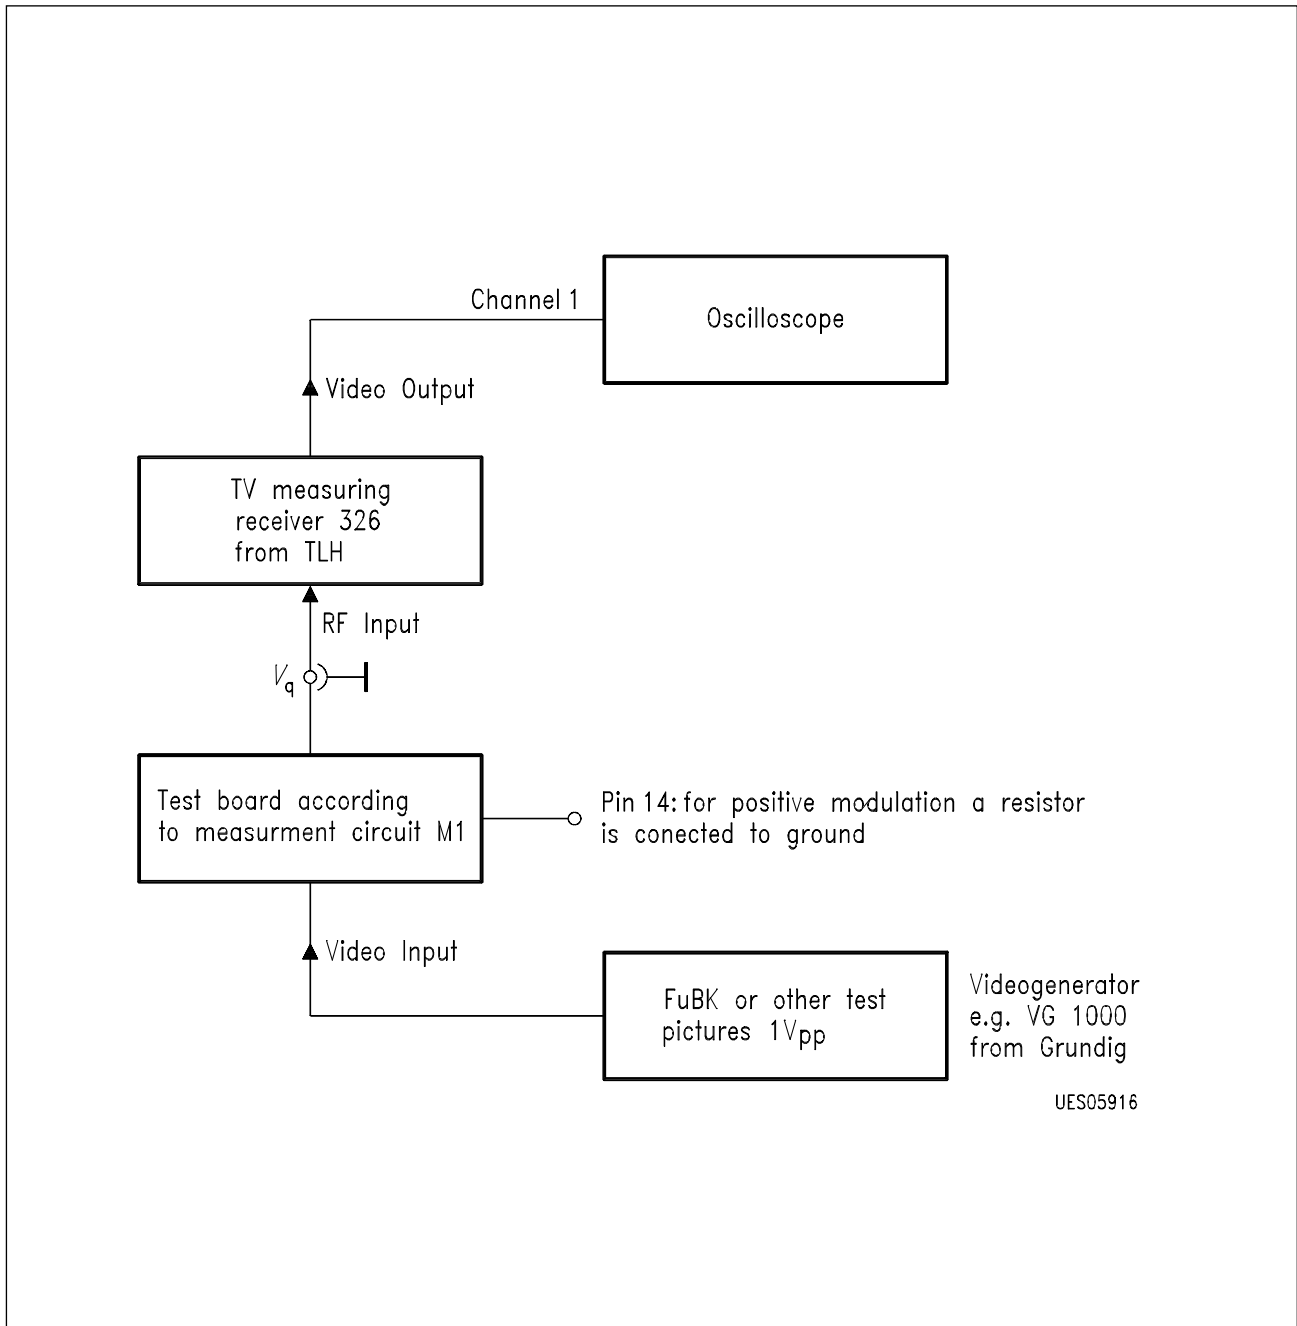 Channel 1
Oscilloscope
Video Output
TV measuring
receiver 326
from TLH
RF Input
Vq
Test board according
to measurment circuit M1
Pin 14: for positive modulation a resistor
is conected to ground
Video Input
FuBK or other test
pictures 1Vpp
Videogenerator
e.g. VG 1000
from Grundig
UES05916